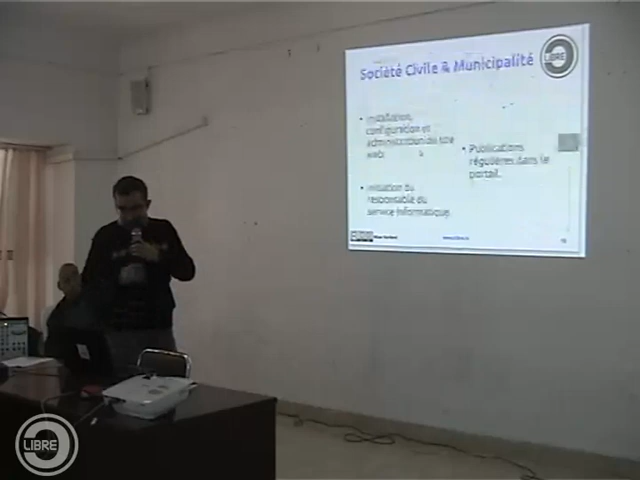 Société Civile & Municipalité
LIBRE
• Installation,
configuration et
administration du site
web
• Initiation du
responsable du
service informatique.
• Publications
régulières dans le
portail.
LIBRE